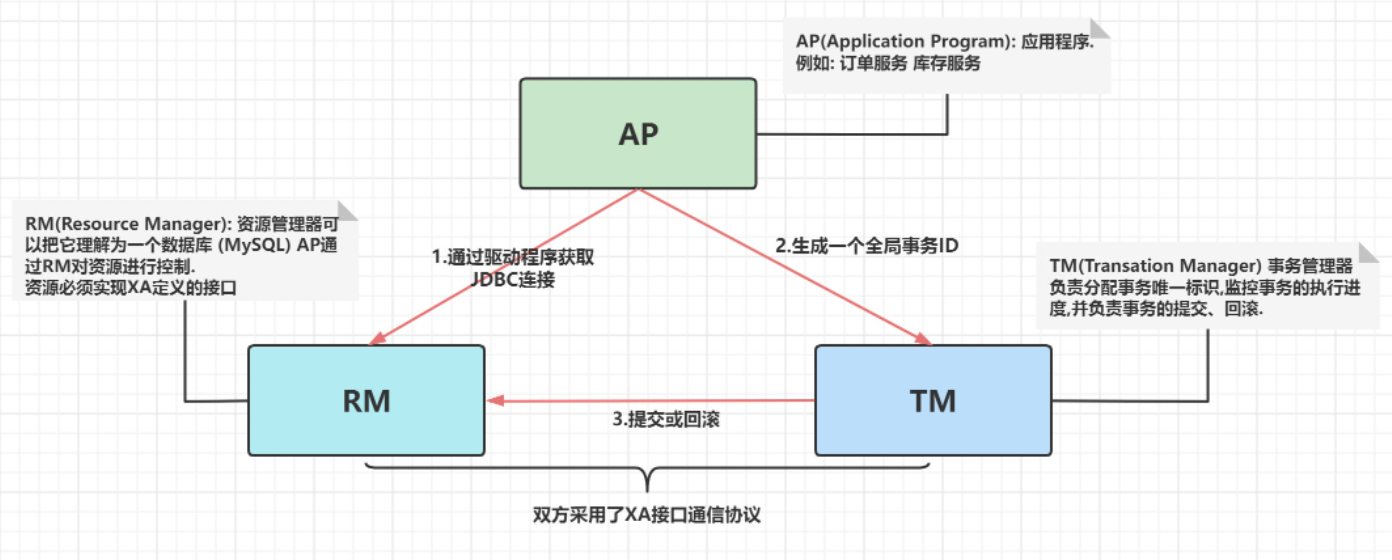 AP(Application Program): 应用程序.
例如: 订单服务 库存服务
AP
RM(Resource Manager): 资源管理器可
以把它理解为一个数据库 (MySQL) AP通
过RM对资源进行控制.
资源必须实现XA定义的接口
1.通过驱动程序获取
JDBC连接
2.生成一个全局事务ID
TM(Transation Manager) 事务管理器
负责分配事务唯一标识,监控事务的执行进
度,并负责事务的提交、回滚.
RM
3.提交或回滚
TM
双方采用了XA接口通信协议